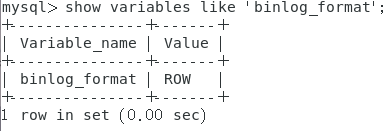 mysql> show variables like 'binlog_format';
+---------------+-------+
| Variable_name | Value |
+---------------+-------+
| binlog_format | ROW   |
+---------------+-------+
1 row in set (0.00 sec)